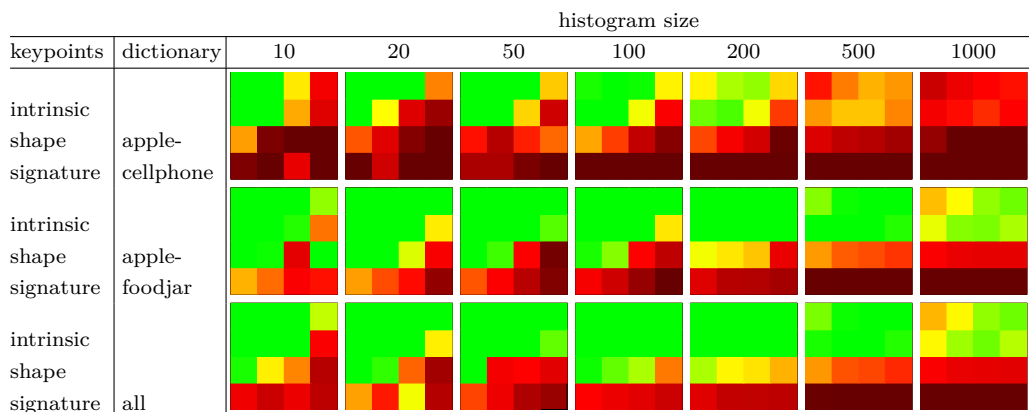 histogram size
keypoints dictionary 10 20 50 100 200 500 1000
intrinsic
shape apple-
signature cellphone
intrinsic
shape apple-
signature foodjar
intrinsic
shape
signature all